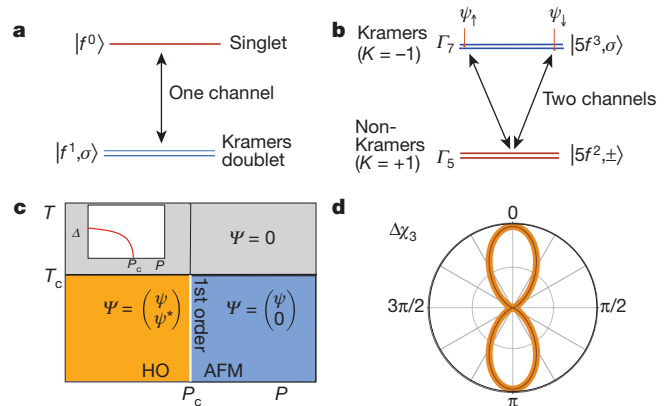 a
|f⁰⟩
Singlet
One channel
|f¹,σ⟩
Kramers
doublet
b
ψ↑
ψ↓
Kramers
(K = −1)
Γ₇
|5f³,σ⟩
Two channels
Non-
Kramers
(K = +1)
Γ₅
|5f²,±⟩
c
T
Δ
P_c
P
Ψ = 0
T_c
Ψ = (ψ
ψ*)
1st order
Ψ = (ψ
0)
HO
AFM
P_c
P
d
Δχ₃
0
3π/2
π/2
π